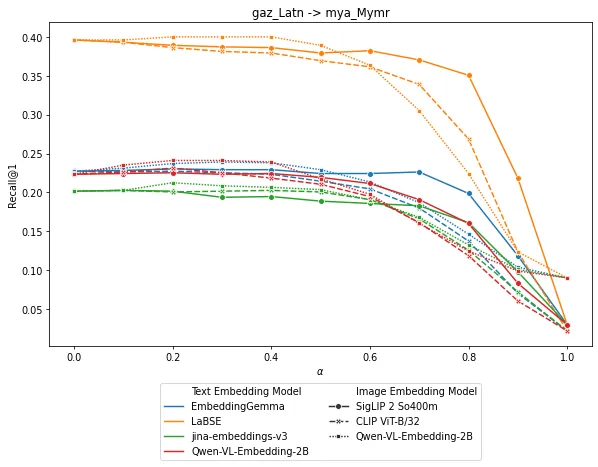 gaz_Latn -> mya_Mymr
Recall@1
0.40
0.35
0.30
0.25
0.20
0.15
0.10
0.05
0.0 0.2 0.4 0.6 0.8 1.0
α
Text Embedding Model Image Embedding Model
EmbeddingGemma SigLIP 2 So400m
LaBSE CLIP ViT-B/32
jina-embeddings-v3 Qwen-VL-Embedding-2B
Qwen-VL-Embedding-2B